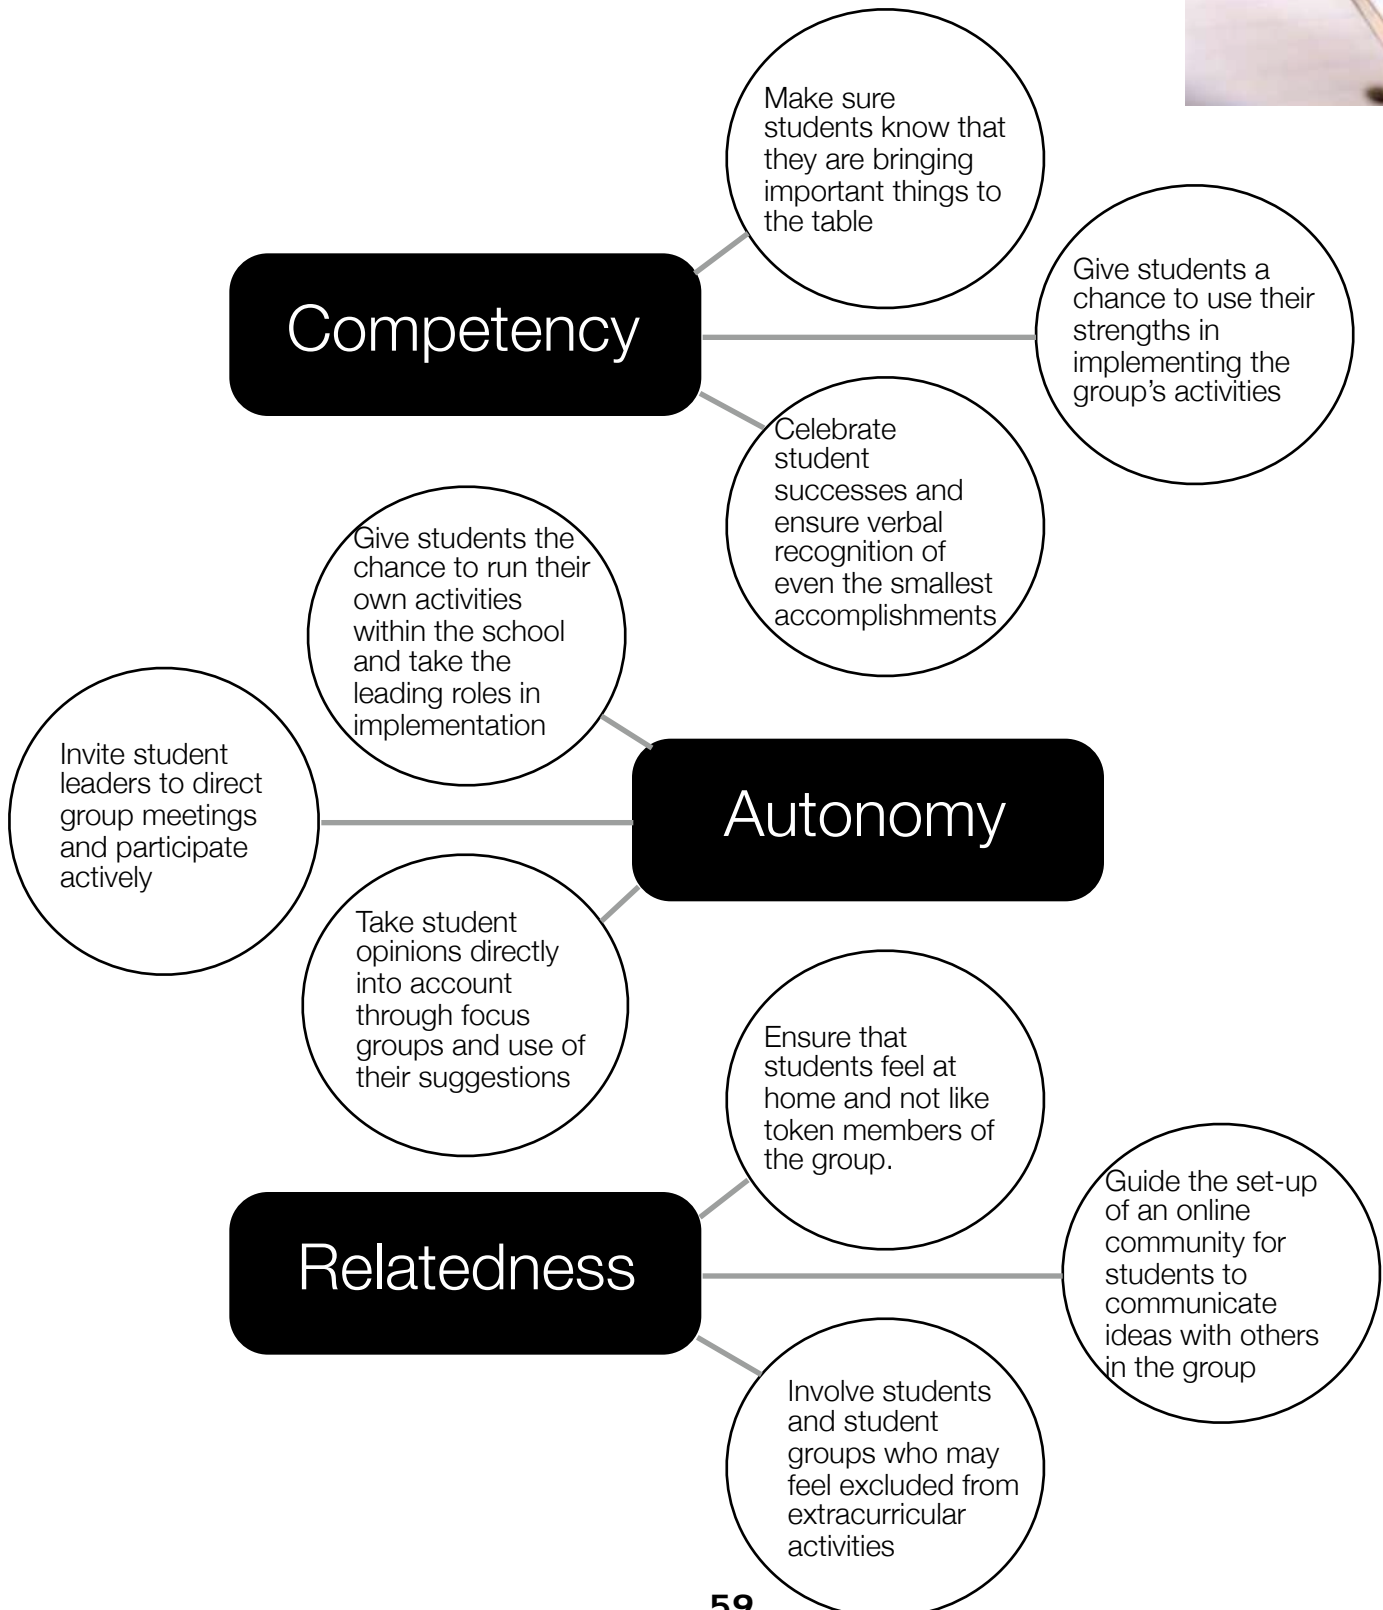 Make sure
students know that
they are bringing
important things to
the table
Competency
Give students a
chance to use their
strengths in
implementing the
group’s activities
Celebrate
student
successes and
ensure verbal
recognition of
even the smallest
accomplishments
Give students the
chance to run their
own activities
within the school
and take the
leading roles in
implementation
Invite student
leaders to direct
group meetings
and participate
actively
Autonomy
Take student
opinions directly
into account
through focus
groups and use of
their suggestions
Ensure that
students feel at
home and not like
token members of
the group.
Relatedness
Guide the set-up
of an online
community for
students to
communicate
ideas with others
in the group
Involve students
and student
groups who may
feel excluded from
extracurricular
activities
59